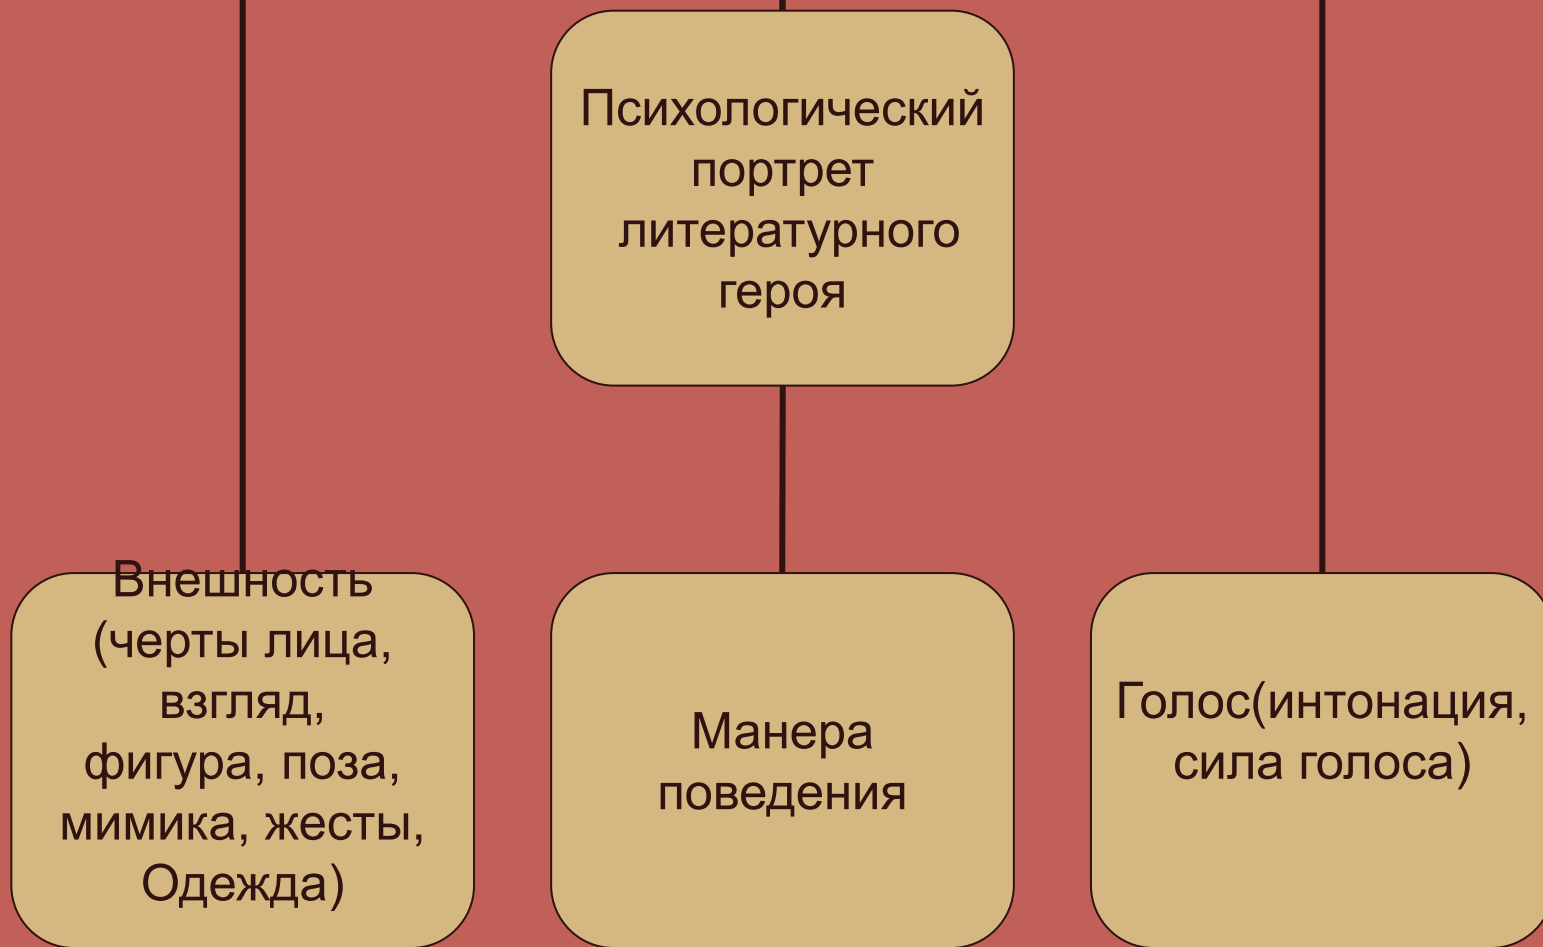 Психологический
портрет
литературного
героя
Внешность
(черты лица,
взгляд,
фигура, поза,
мимика, жесты,
Одежда)
Манера
поведения
Голос(интонация,
сила голоса)